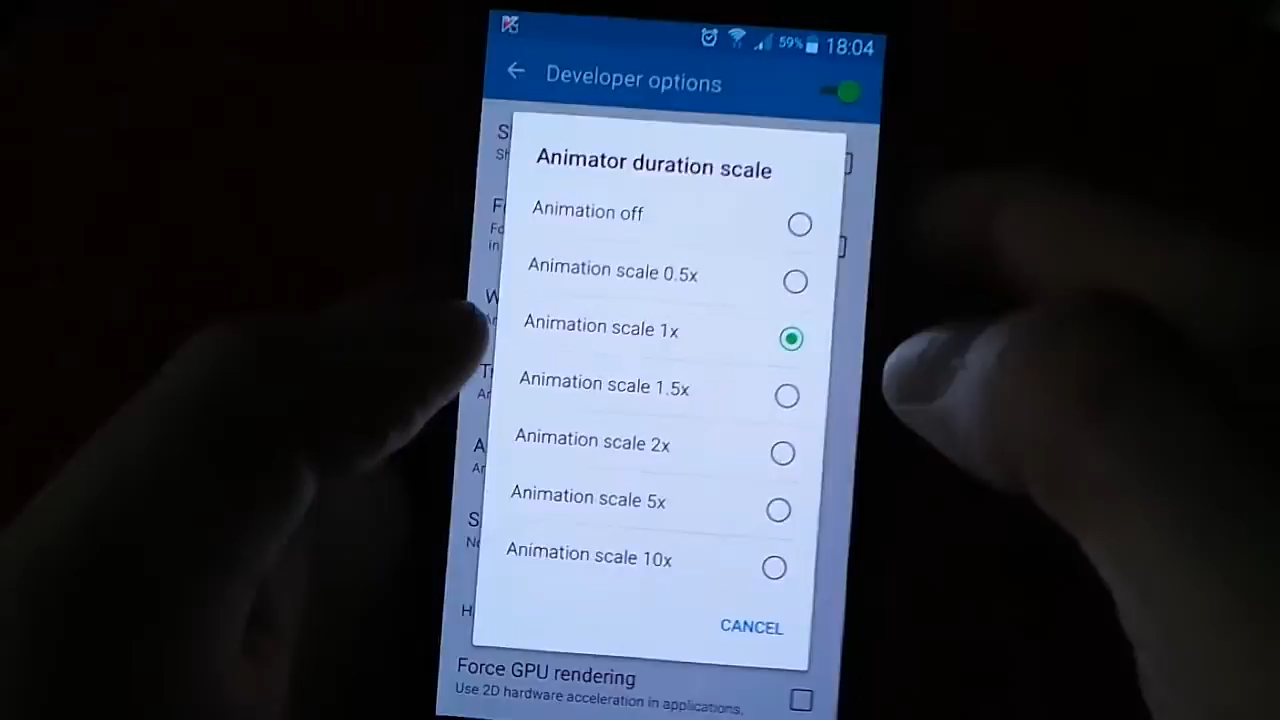 59% 18:04
Developer options
Animator duration scale
Animation off
Animation scale 0.5x
Animation scale 1x
Animation scale 1.5x
Animation scale 2x
Animation scale 5x
Animation scale 10x
CANCEL
Force GPU rendering
Use 2D hardware acceleration in applications.